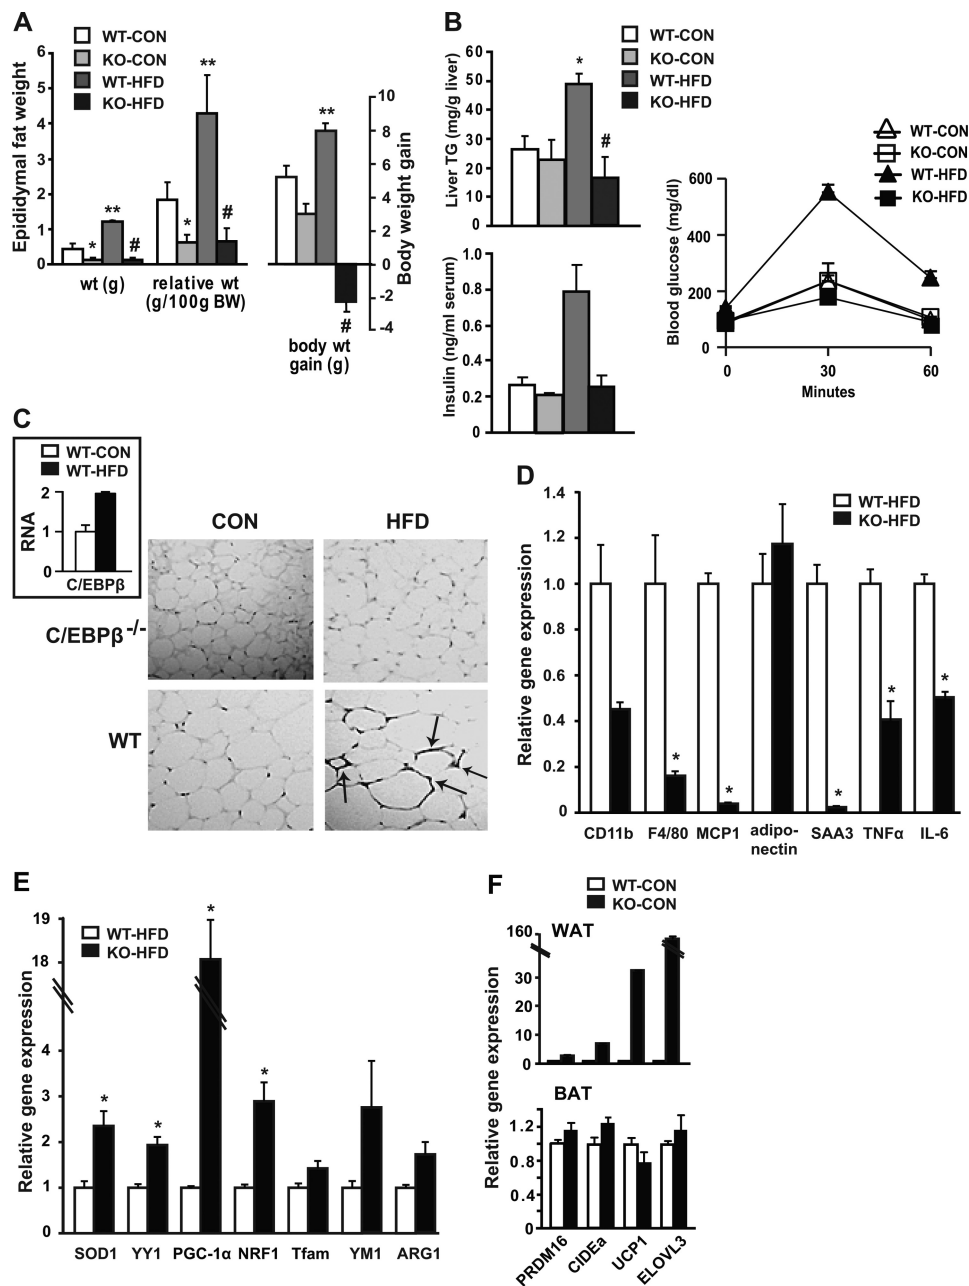 A
WT-CON
KO-CON
WT-HFD
KO-HFD
Epididymal fat weight
6
5
4
3
2
1
0
* ** #
* ** #
** #
wt (g)
relative wt
(g/100g BW)
body wt
gain (g)
10
8
6
4
2
0
-2
-4
Body weight gain
B
WT-CON
KO-CON
WT-HFD
KO-HFD
Liver TG (mg/g liver)
60
50
40
30
20
10
0
* #
Insulin (ng/ml serum)
1.0
0.8
0.6
0.4
0.2
0
WT-CON
KO-CON
WT-HFD
KO-HFD
Blood glucose (mg/dl)
600
400
200
0
0 30 60
Minutes
C
WT-CON
WT-HFD
RNA
2
1
0
C/EBPβ
CON HFD
C/EBPβ-/-
WT
D
WT-HFD
KO-HFD
Relative gene expression
1.4
1.2
1.0
0.8
0.6
0.4
0.2
0
* * * * *
CD11b F4/80 MCP1 adipo- SAA3 TNFα IL-6
nectin
E
WT-HFD
KO-HFD
Relative gene expression
19
18
4
3
2
1
0
* * * *
SOD1 YY1 PGC-1α NRF1 Tfam YM1 ARG1
F
WT-CON
KO-CON
WAT
Relative gene expression
160
30
20
10
0
BAT
1.2
0.8
0.4
0
PRDM16 CIDEa UCP1 ELOVL3